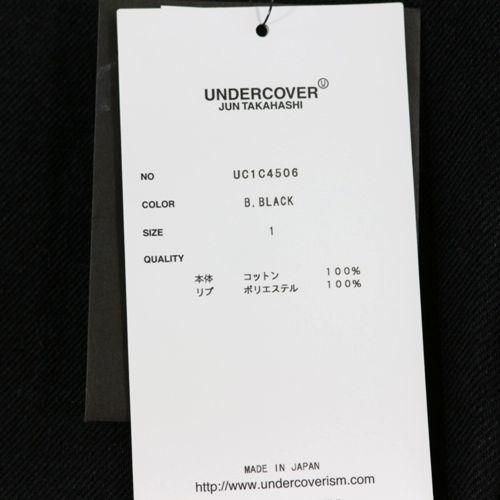 UNDERCOVER U
JUN TAKAHASHI
NO UC1C4506
COLOR B.BLACK
SIZE 1
QUALITY
本体 コットン 100%
リブ ポリエステル 100%
MADE IN JAPAN
http://www.undercoverism.com